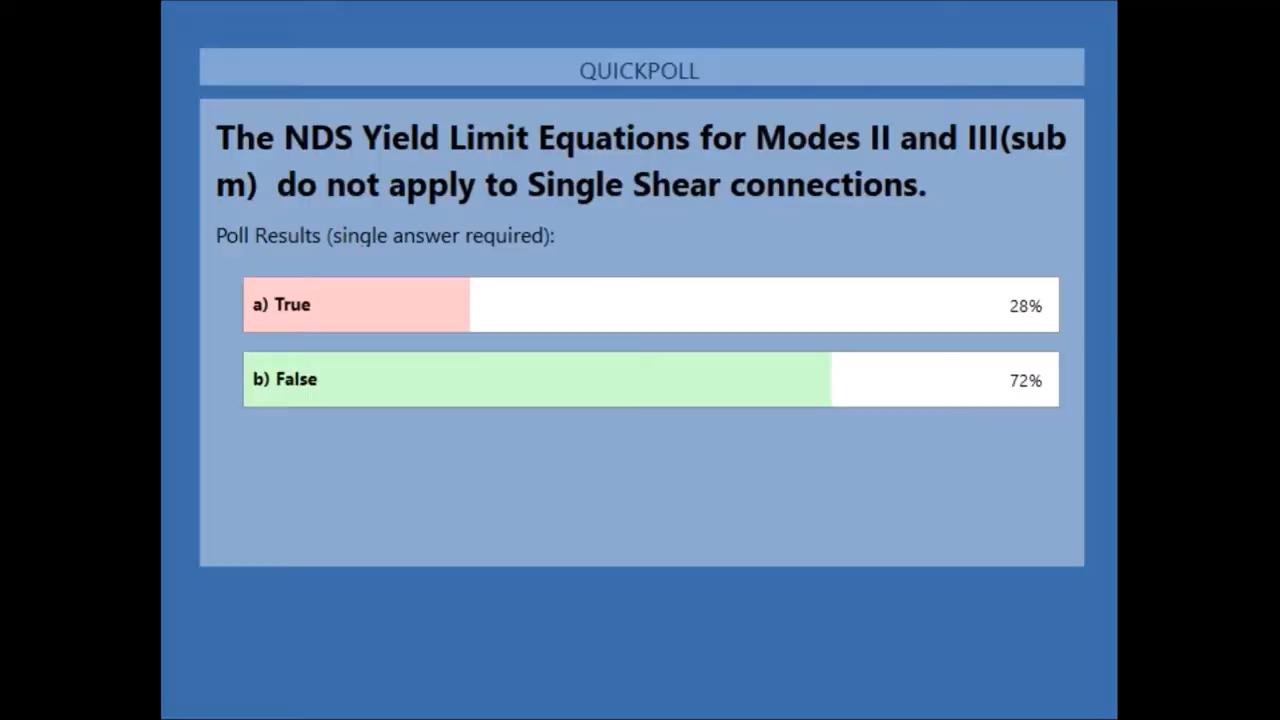 QUICKPOLL
The NDS Yield Limit Equations for Modes II and III(sub
m)  do not apply to Single Shear connections.
Poll Results (single answer required):
a) True 28%
b) False 72%